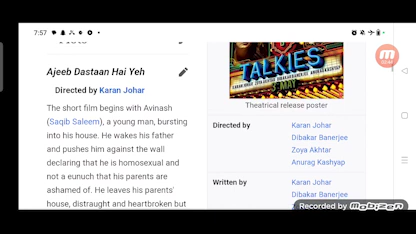 7:57
Ajeeb Dastaan Hai Yeh
Directed by Karan Johar
The short film begins with Avinash
(Saqib Saleem), a young man, bursting
into his house. He wakes his father
and pushes him against the wall
declaring that he is homosexual and
not a eunuch that his parents are
ashamed of. He leaves his parents'
house, distraught and heartbroken but
TALKIES
Theatrical release poster
Directed by
Karan Johar
Dibakar Banerjee
Zoya Akhtar
Anurag Kashyap
Written by
Karan Johar
Dibakar Banerjee
Recorded by Mobizen